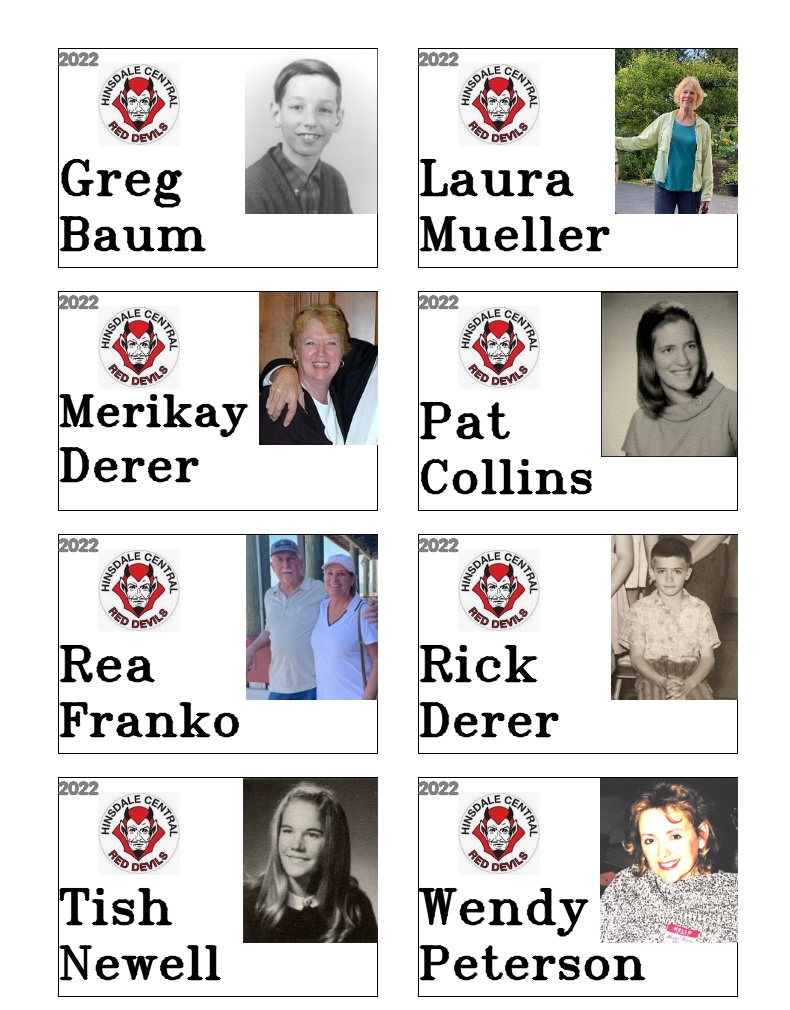 2022
HINSDALE CENTRAL
RED DEVILS
Greg
Baum
2022
HINSDALE CENTRAL
RED DEVILS
Laura
Mueller
2022
HINSDALE CENTRAL
RED DEVILS
Merikay
Derer
2022
HINSDALE CENTRAL
RED DEVILS
Pat
Collins
2022
HINSDALE CENTRAL
RED DEVILS
Rea
Franko
2022
HINSDALE CENTRAL
RED DEVILS
Rick
Derer
2022
HINSDALE CENTRAL
RED DEVILS
Tish
Newell
2022
HINSDALE CENTRAL
RED DEVILS
HELLO
Wendy
Peterson